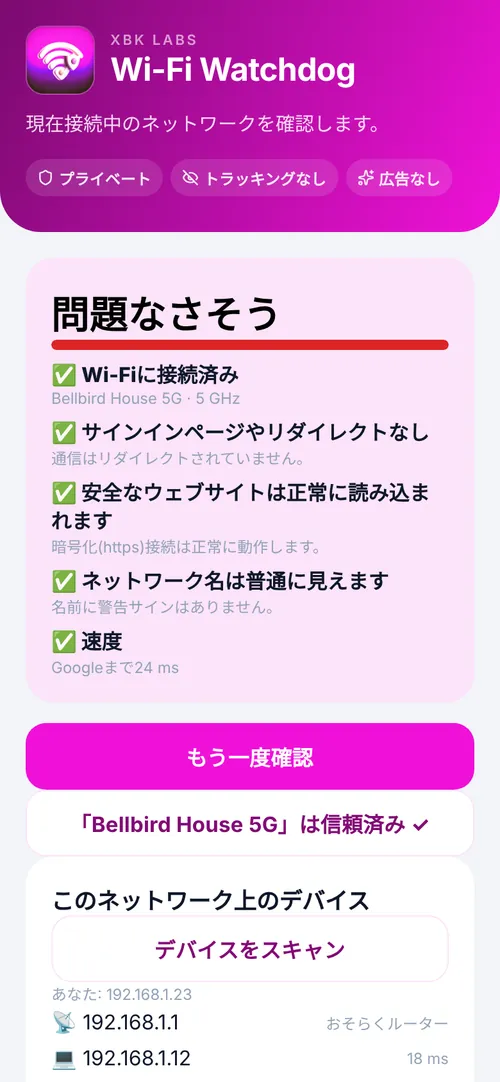 XBK LABS
Wi-Fi Watchdog
現在接続中のネットワークを確認します。
プライベート トラッキングなし 広告なし
問題なさそう
✅ Wi-Fiに接続済み
Bellbird House 5G · 5 GHz
✅ サインインページやリダイレクトなし
通信はリダイレクトされていません。
✅ 安全なウェブサイトは正常に読み込ま
れます
暗号化(https)接続は正常に動作します。
✅ ネットワーク名は普通に見えます
名前に警告サインはありません。
✅ 速度
Googleまで24 ms
もう一度確認
「Bellbird House 5G」は信頼済み ✓
このネットワーク上のデバイス
デバイスをスキャン
あなた: 192.168.1.23
📡 192.168.1.1 おそらくルーター
💻 192.168.1.12 18 ms